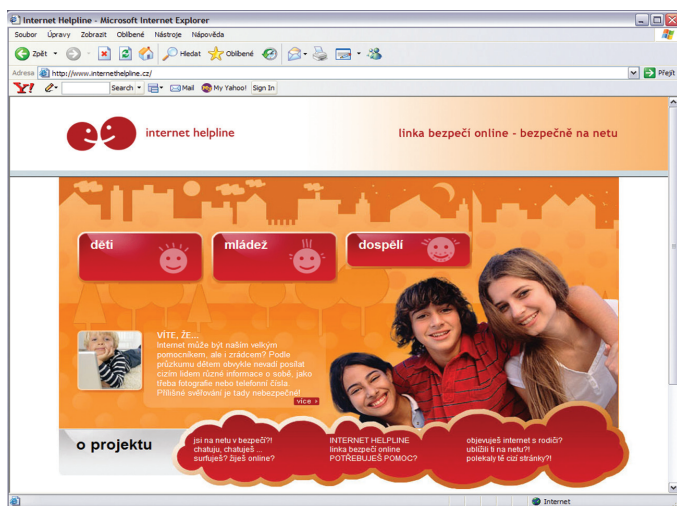 Internet Helpline - Microsoft Internet Explorer
Soubor Úpravy Zobrazit Oblíbené Nástroje Nápověda
Zpět Hledat Oblíbené
Adresa http://www.internethelpline.cz/ Přejít
Y! Search Mail My Yahoo! Sign In
internet helpline
linka bezpečí online - bezpečně na netu
děti
mládež
dospělí
VÍTE, ŽE...
Internet může být naším velkým
pomocníkem, ale i zrádcem? Podle
průzkumu dětem obvykle nevadí posílat
cizím lidem různé informace o sobě, jako
třeba fotografie nebo telefonní čísla.
Přílišné svěřování je tady nebezpečné!
více
o projektu
jsi na netu v bezpečí?!
chatuju, chatuješ ...
surfuješ? žiješ online?
INTERNET HELPLINE
linka bezpečí online
POTŘEBUJEŠ POMOC?
objevuješ internet s rodiči?
ublížili ti na netu?!
polekaly tě cizí stránky?!
Internet